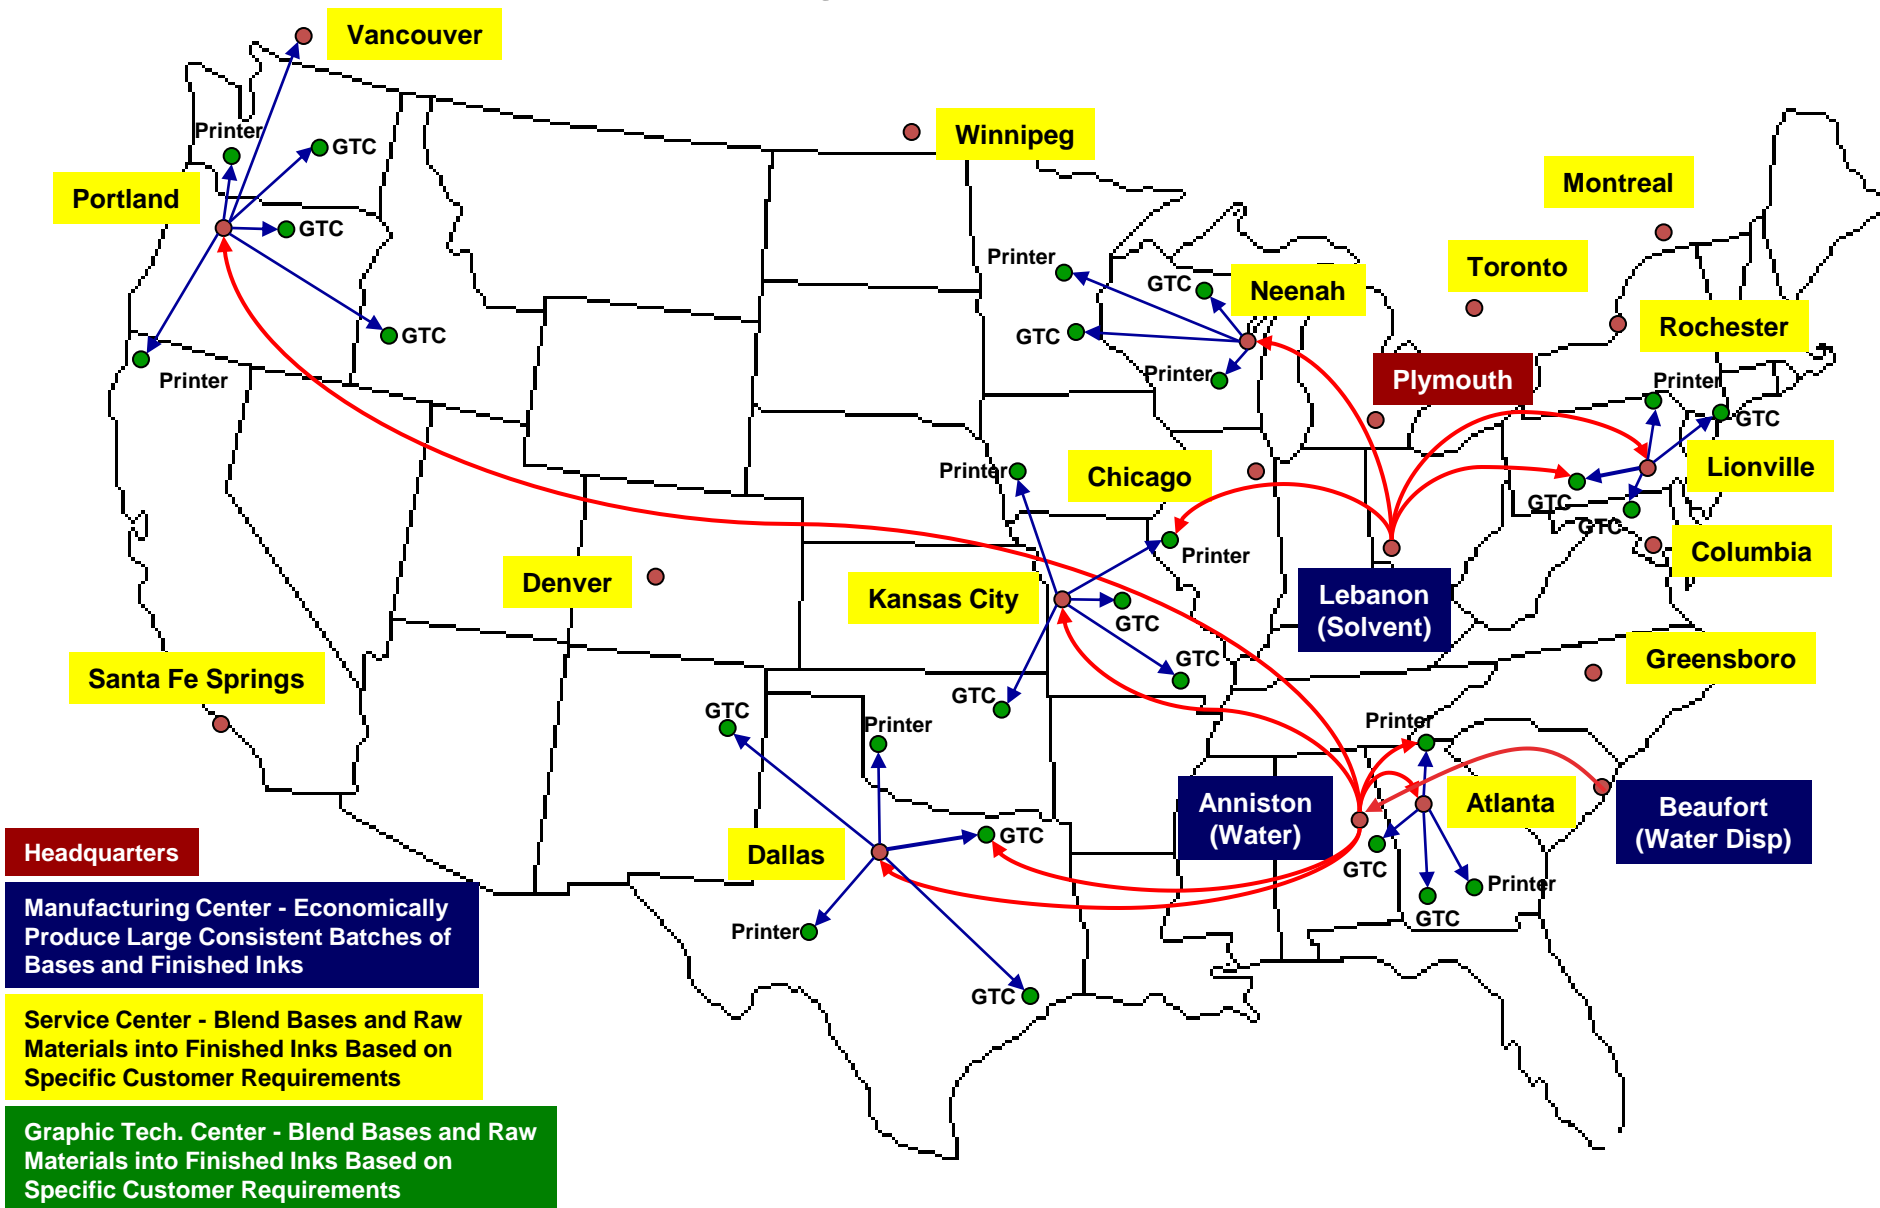 Vancouver
Winnipeg
Printer
GTC
Montreal
Portland
GTC
Toronto
Printer
GTC
Neenah
Rochester
GTC
GTC
Printer
Printer
Plymouth
Printer
GTC
Printer
Chicago
Lionville
GTC
GTC
Printer
Columbia
Denver
Kansas City
Lebanon
(Solvent)
GTC
Greensboro
Santa Fe Springs
GTC
GTC
GTC
Printer
Printer
Anniston
(Water)
Atlanta
Beaufort
(Water Disp)
Dallas
GTC
GTC
Printer
GTC
Printer
GTC
Headquarters
Manufacturing Center - Economically
Produce Large Consistent Batches of
Bases and Finished Inks
Service Center - Blend Bases and Raw
Materials into Finished Inks Based on
Specific Customer Requirements
Graphic Tech. Center - Blend Bases and Raw
Materials into Finished Inks Based on
Specific Customer Requirements